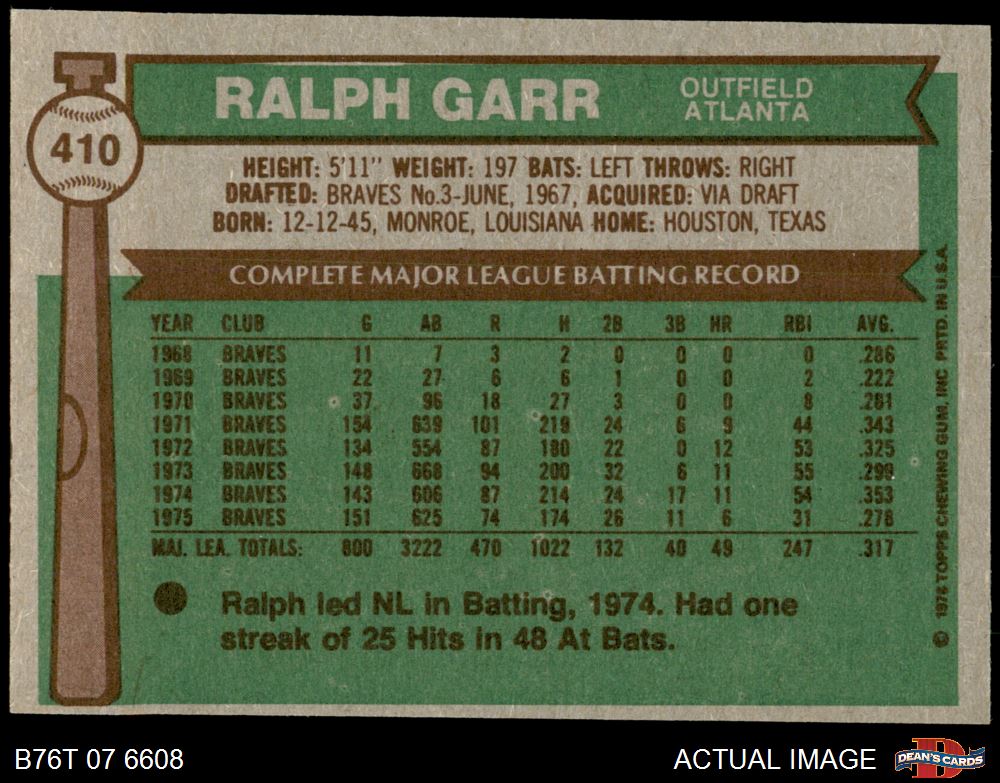 RALPH GARR
OUTFIELD
ATLANTA
410
HEIGHT: 5'11" WEIGHT: 197 BATS: LEFT THROWS: RIGHT
DRAFTED: BRAVES No.3-JUNE, 1967, ACQUIRED: VIA DRAFT
BORN: 12-12-45, MONROE, LOUISIANA HOME: HOUSTON, TEXAS
COMPLETE MAJOR LEAGUE BATTING RECORD
YEAR CLUB G AB R H 2B 3B HR RBI AVG.
1968 BRAVES 11 7 3 2 0 0 0 0 .286
1969 BRAVES 22 27 6 6 1 0 0 2 .222
1970 BRAVES 37 96 18 27 3 0 0 8 .281
1971 BRAVES 154 639 101 219 24 6 9 44 .343
1972 BRAVES 134 554 87 180 22 0 12 53 .325
1973 BRAVES 148 668 94 200 32 6 11 55 .299
1974 BRAVES 143 606 87 214 24 17 11 54 .353
1975 BRAVES 151 625 74 174 26 11 6 31 .278
MAJ. LEA. TOTALS: 800 3222 470 1022 132 40 49 247 .317
Ralph led NL in Batting, 1974. Had one
streak of 25 Hits in 48 At Bats.
© 1976 TOPPS CHEWING GUM, INC PRTD. IN U.S.A.
B76T 07 6608
ACTUAL IMAGE
D
DEAN'S CARDS